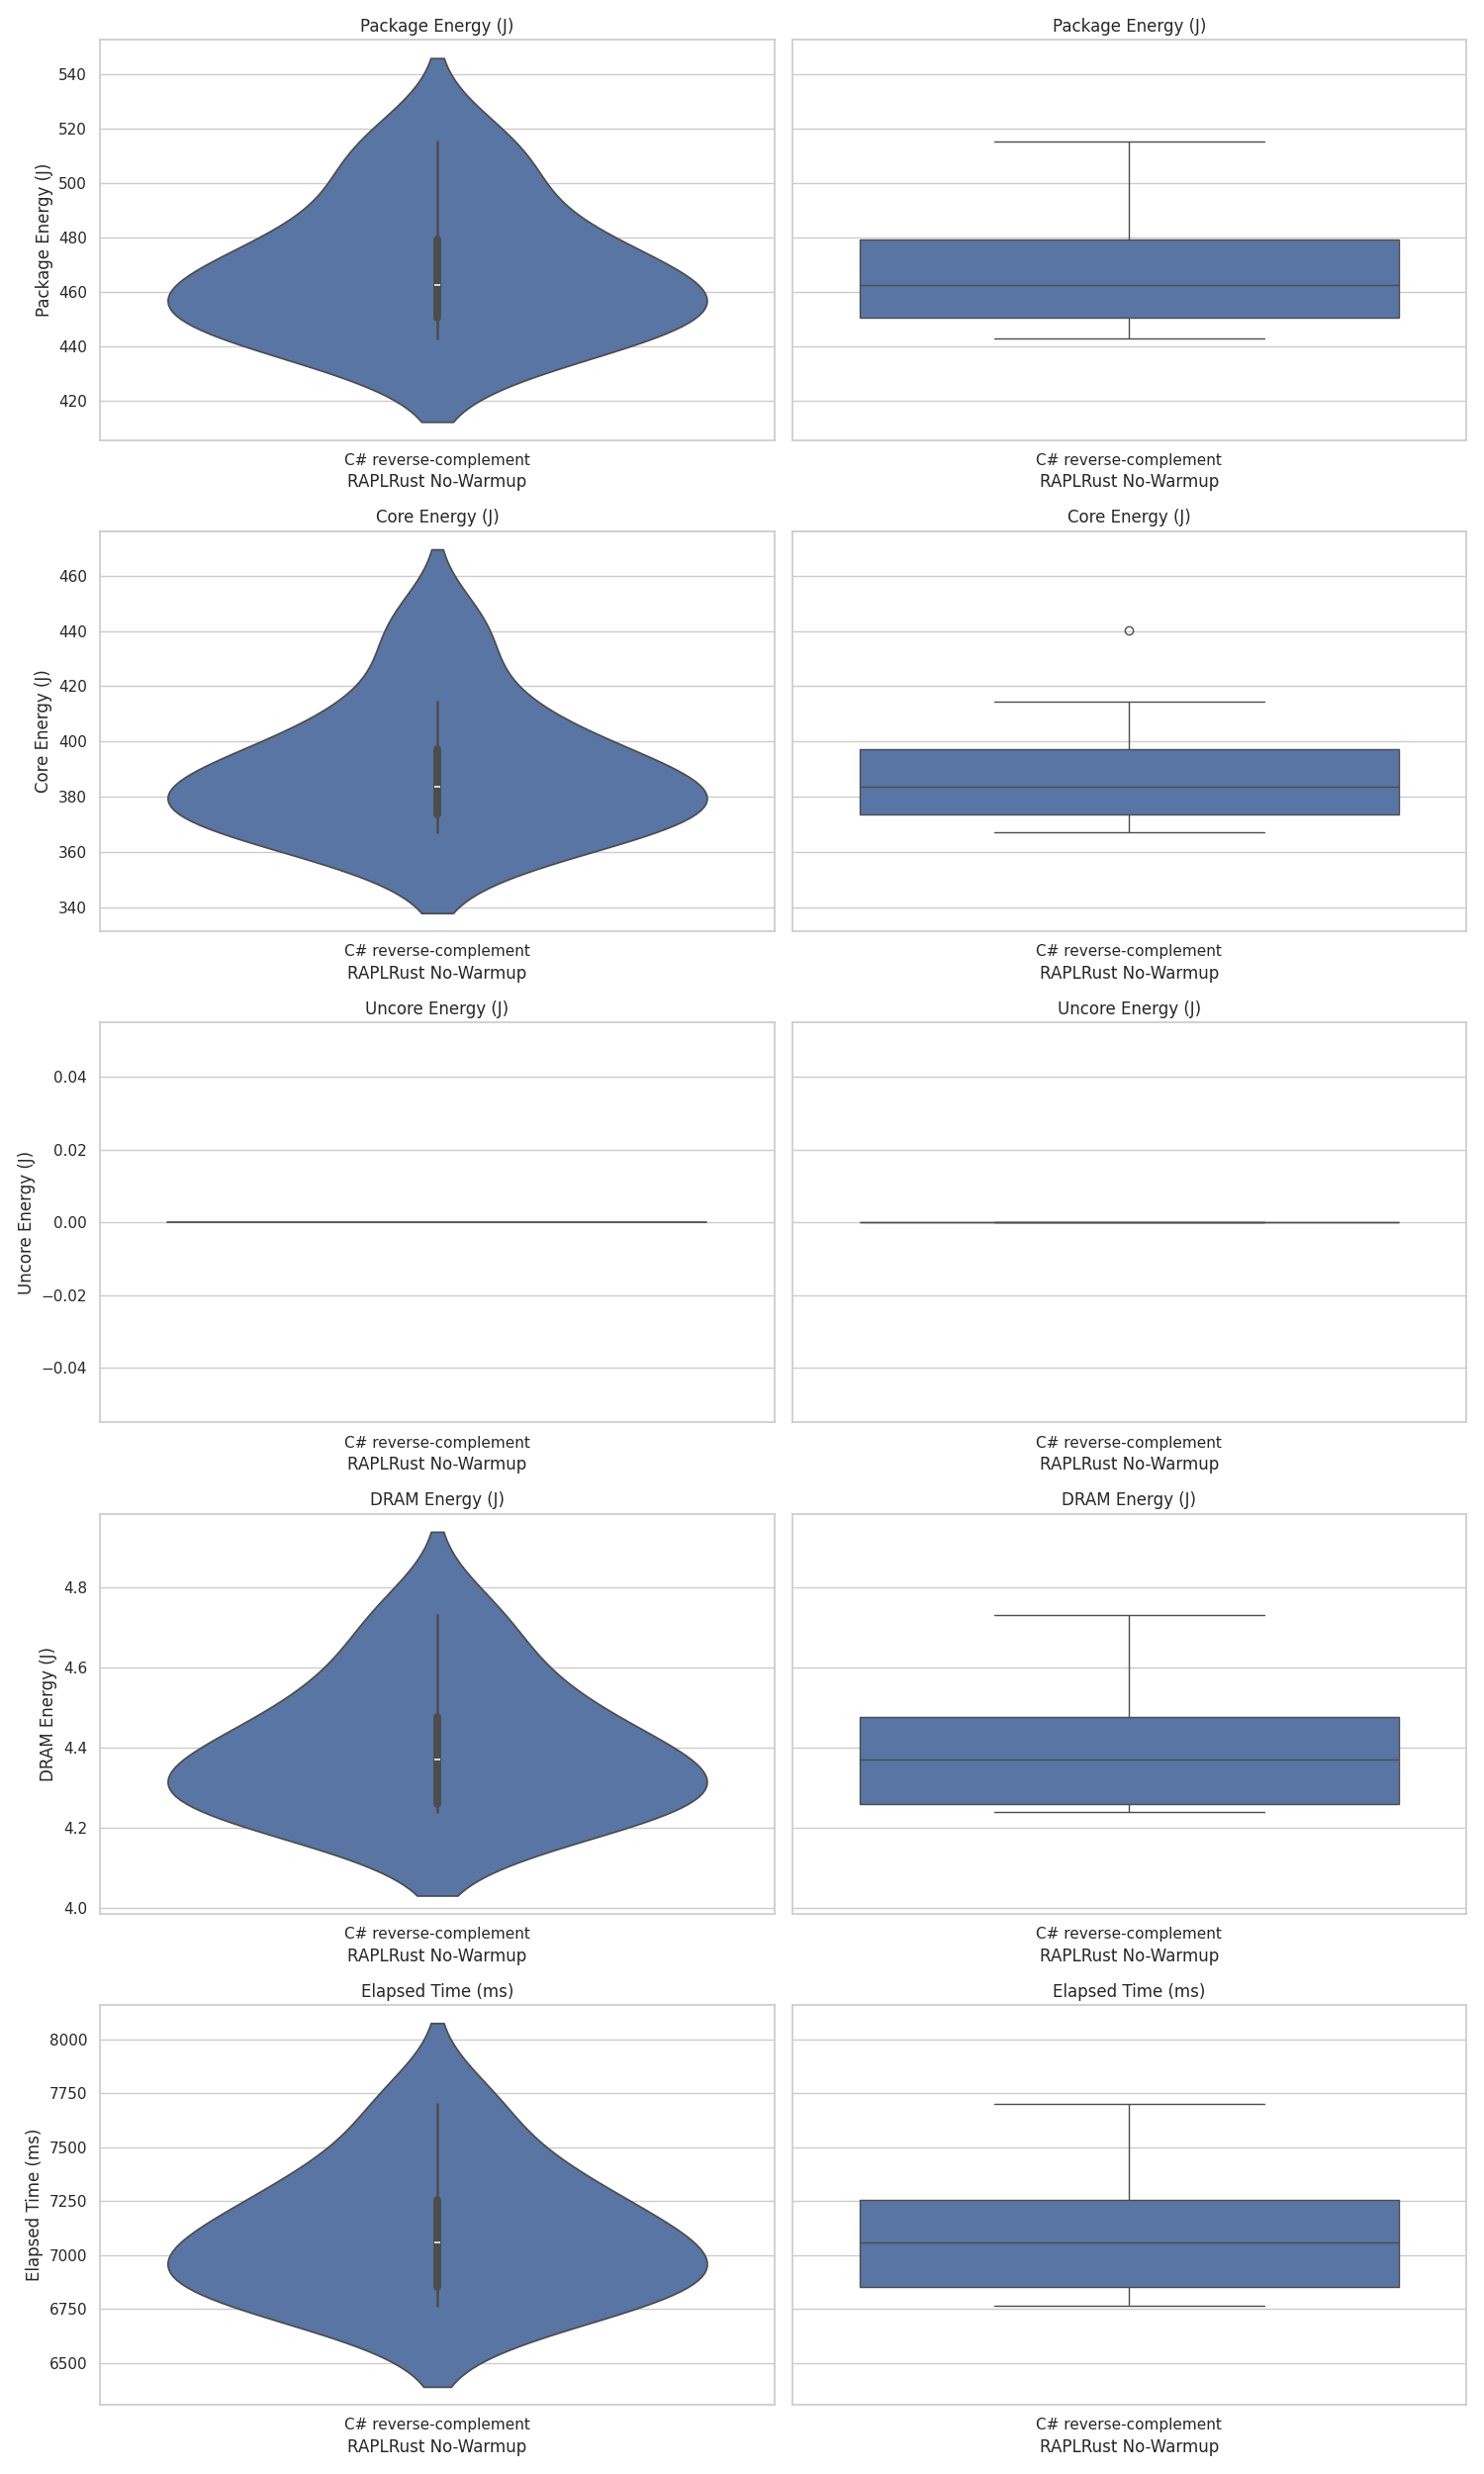 Package Energy (J)
Package Energy (J)
Package Energy (J)
540
520
500
480
460
440
420
C# reverse-complement
RAPLRust No-Warmup
C# reverse-complement
RAPLRust No-Warmup
Core Energy (J)
Core Energy (J)
Core Energy (J)
460
440
420
400
380
360
340
C# reverse-complement
RAPLRust No-Warmup
C# reverse-complement
RAPLRust No-Warmup
Uncore Energy (J)
Uncore Energy (J)
Uncore Energy (J)
0.04
0.02
0.00
−0.02
−0.04
C# reverse-complement
RAPLRust No-Warmup
C# reverse-complement
RAPLRust No-Warmup
DRAM Energy (J)
DRAM Energy (J)
DRAM Energy (J)
4.8
4.6
4.4
4.2
4.0
C# reverse-complement
RAPLRust No-Warmup
C# reverse-complement
RAPLRust No-Warmup
Elapsed Time (ms)
Elapsed Time (ms)
Elapsed Time (ms)
8000
7750
7500
7250
7000
6750
6500
C# reverse-complement
RAPLRust No-Warmup
C# reverse-complement
RAPLRust No-Warmup